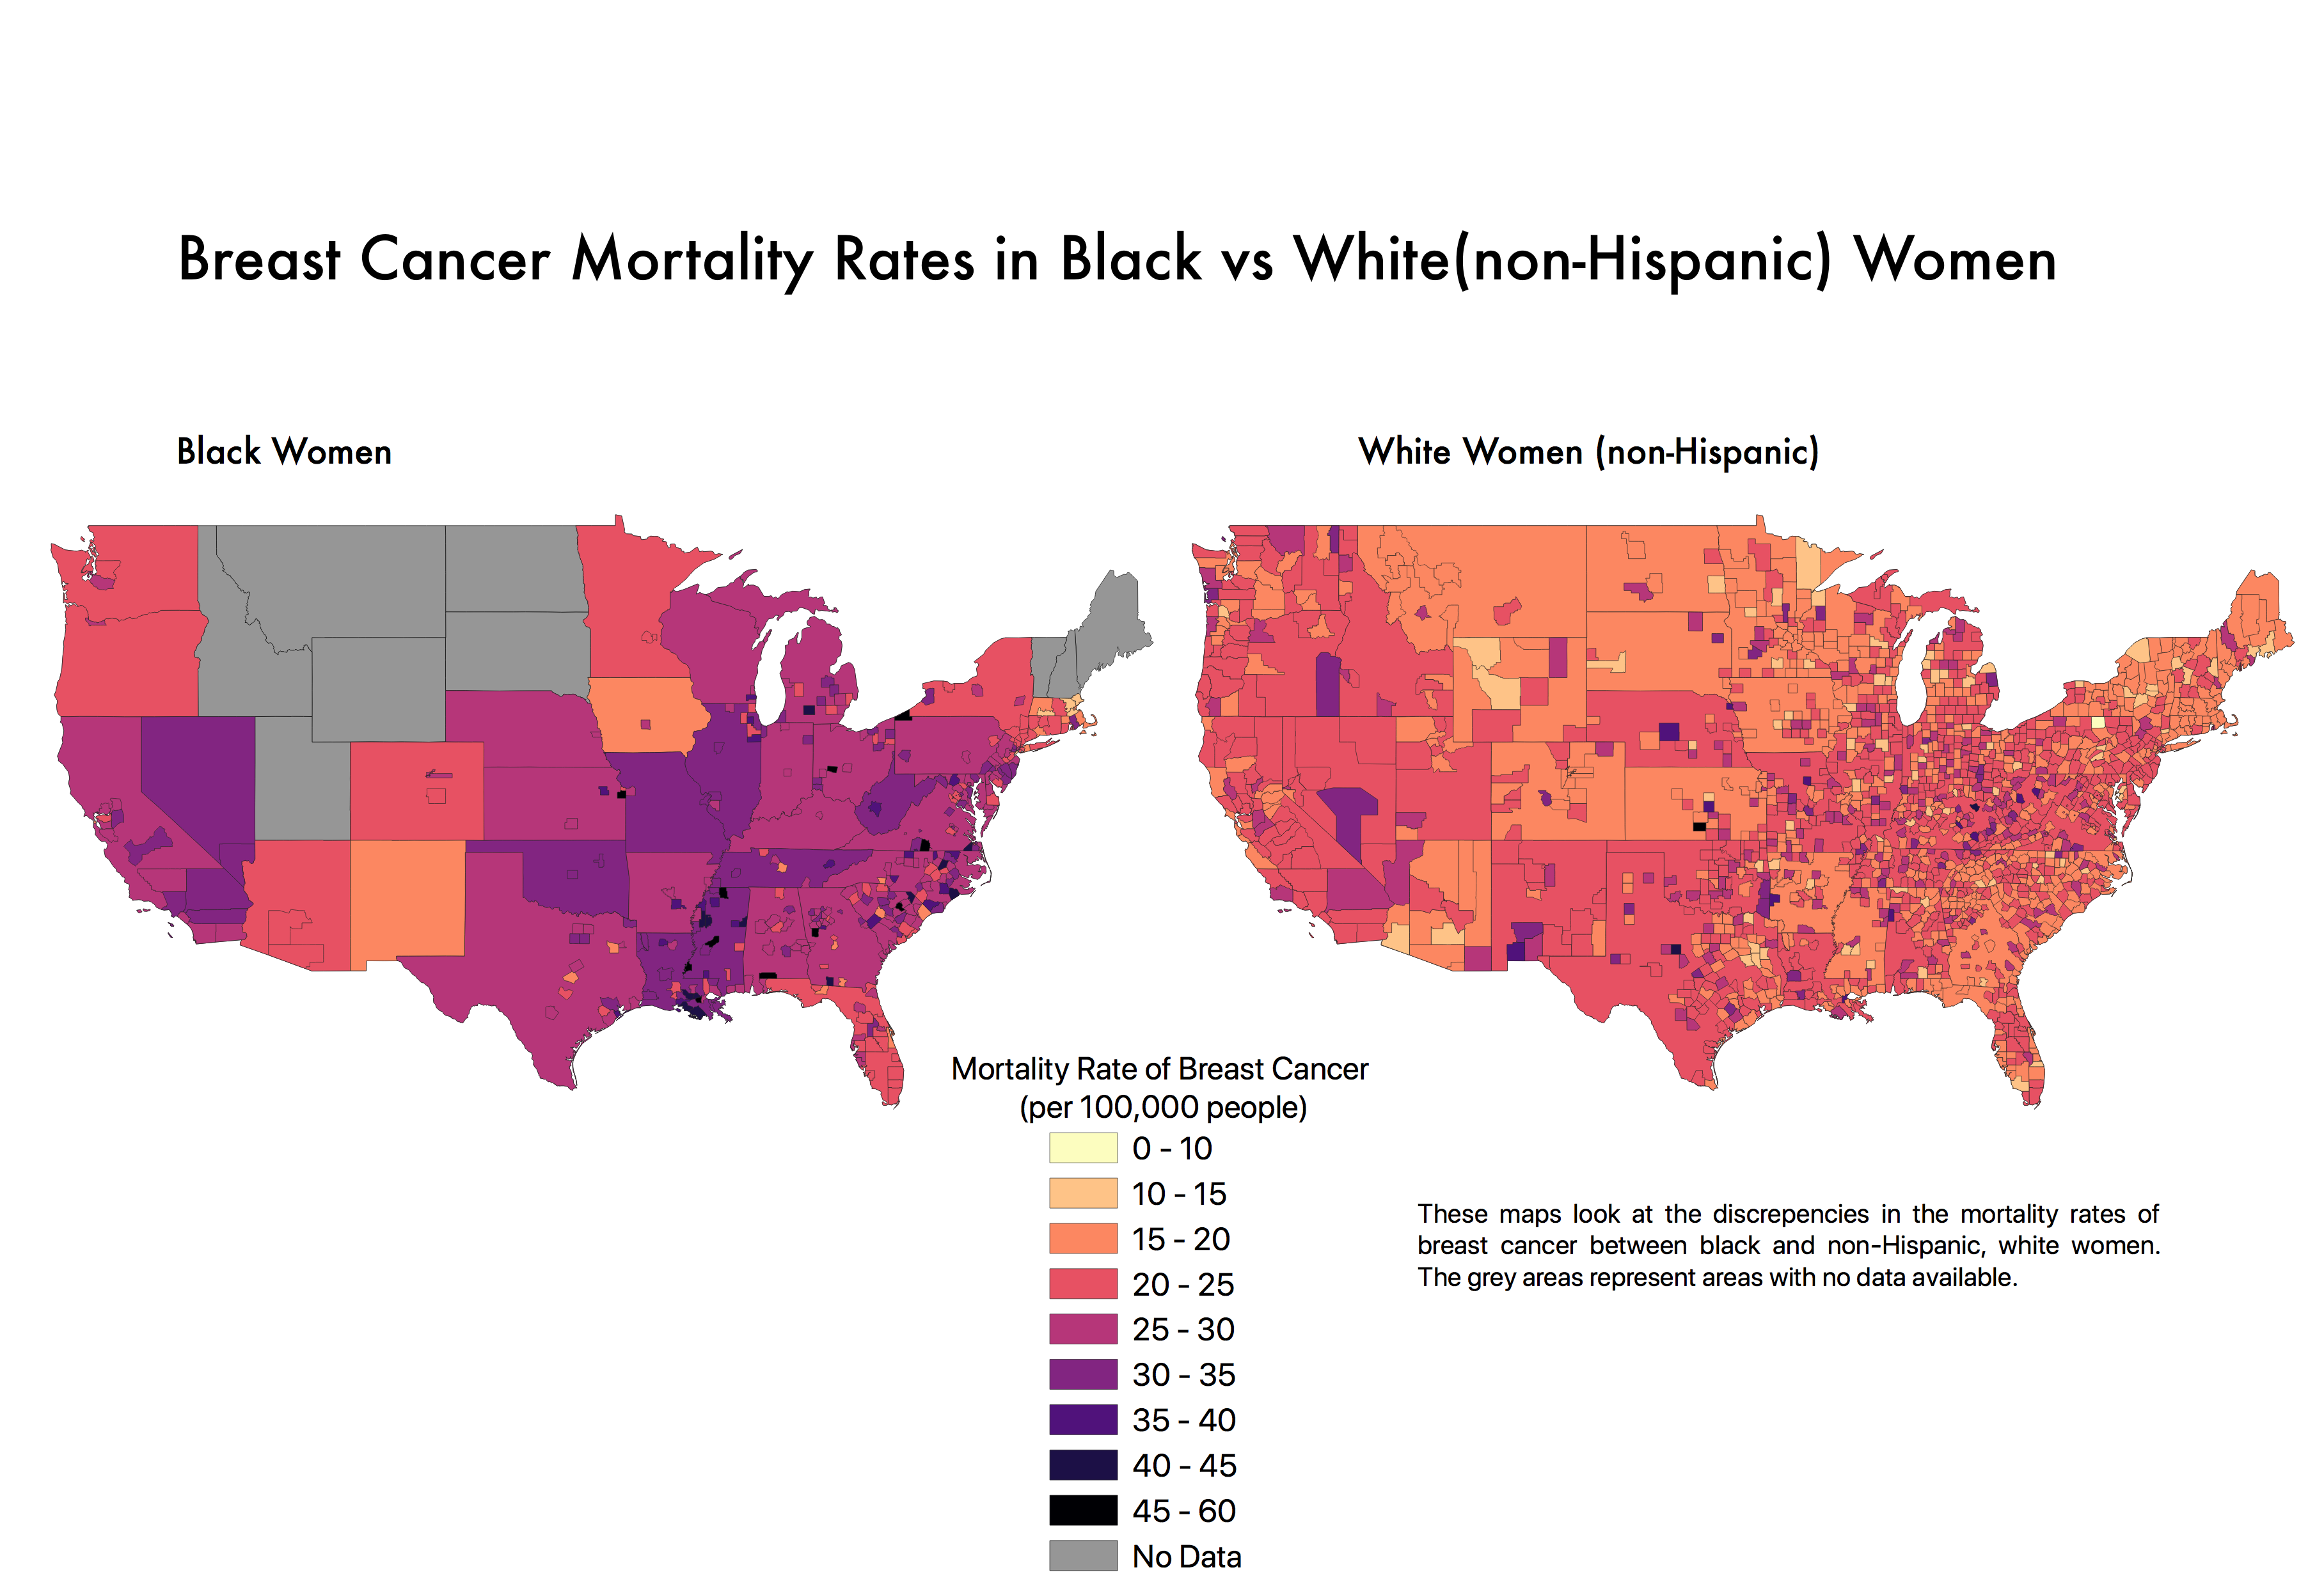 Breast Cancer Mortality Rates in Black vs White(non-Hispanic) Women
Black Women
White Women (non-Hispanic)
Mortality Rate of Breast Cancer
(per 100,000 people)
0 - 10
10 - 15
15 - 20
20 - 25
25 - 30
30 - 35
35 - 40
40 - 45
45 - 60
No Data
These maps look at the discrepencies in the mortality rates of
breast cancer between black and non-Hispanic, white women.
The grey areas represent areas with no data available.